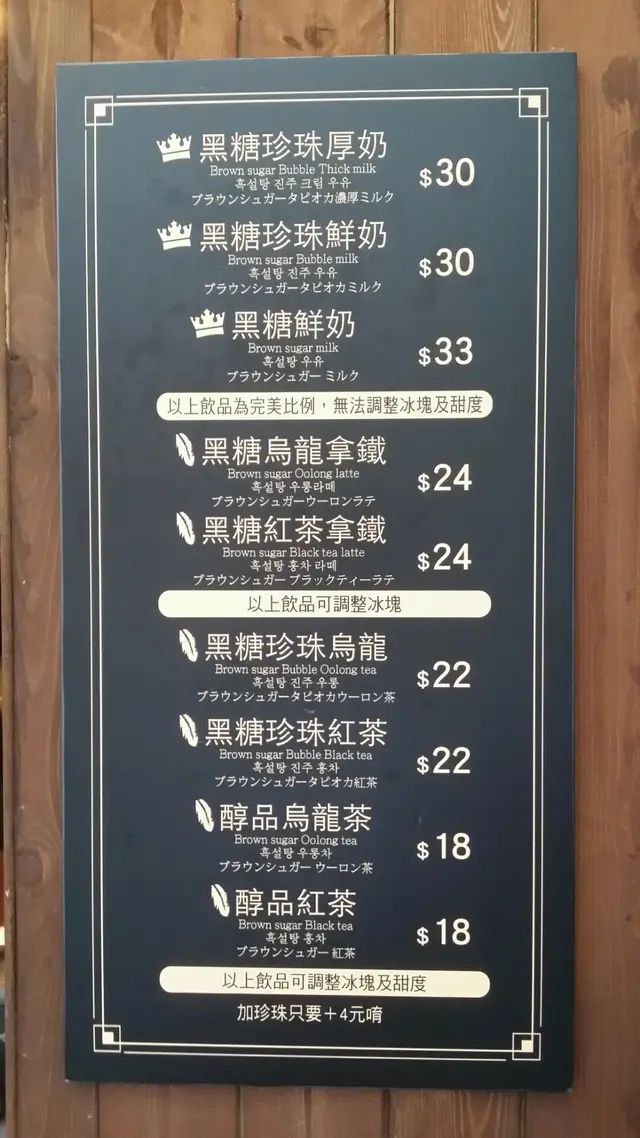 黑糖珍珠厚奶
Brown sugar Bubble Thick milk
흑설탕 진주 크림 우유
ブラウンシュガータピオカ濃厚ミルク
$30
黑糖珍珠鮮奶
Brown sugar Bubble milk
흑설탕 진주 우유
ブラウンシュガータピオカミルク
$30
黑糖鮮奶
Brown sugar milk
흑설탕 우유
ブラウンシュガー ミルク
$33
以上飲品為完美比例，無法調整冰塊及甜度
黑糖烏龍拿鐵
Brown sugar Oolong latte
흑설탕 우롱라떼
ブラウンシュガーウーロンラテ
$24
黑糖紅茶拿鐵
Brown sugar Black tea latte
흑설탕 홍차 라떼
ブラウンシュガー ブラックティーラテ
$24
以上飲品可調整冰塊
黑糖珍珠烏龍
Brown sugar Bubble Oolong tea
흑설탕 진주 우롱
ブラウンシュガータピオカウーロン茶
$22
黑糖珍珠紅茶
Brown sugar Bubble Black tea
흑설탕 진주 홍차
ブラウンシュガータピオカ紅茶
$22
醇品烏龍茶
Brown sugar Oolong tea
흑설탕 우롱차
ブラウンシュガー ウーロン茶
$18
醇品紅茶
Brown sugar Black tea
흑설탕 홍차
ブラウンシュガー 紅茶
$18
以上飲品可調整冰塊及甜度
加珍珠只要＋4元唷